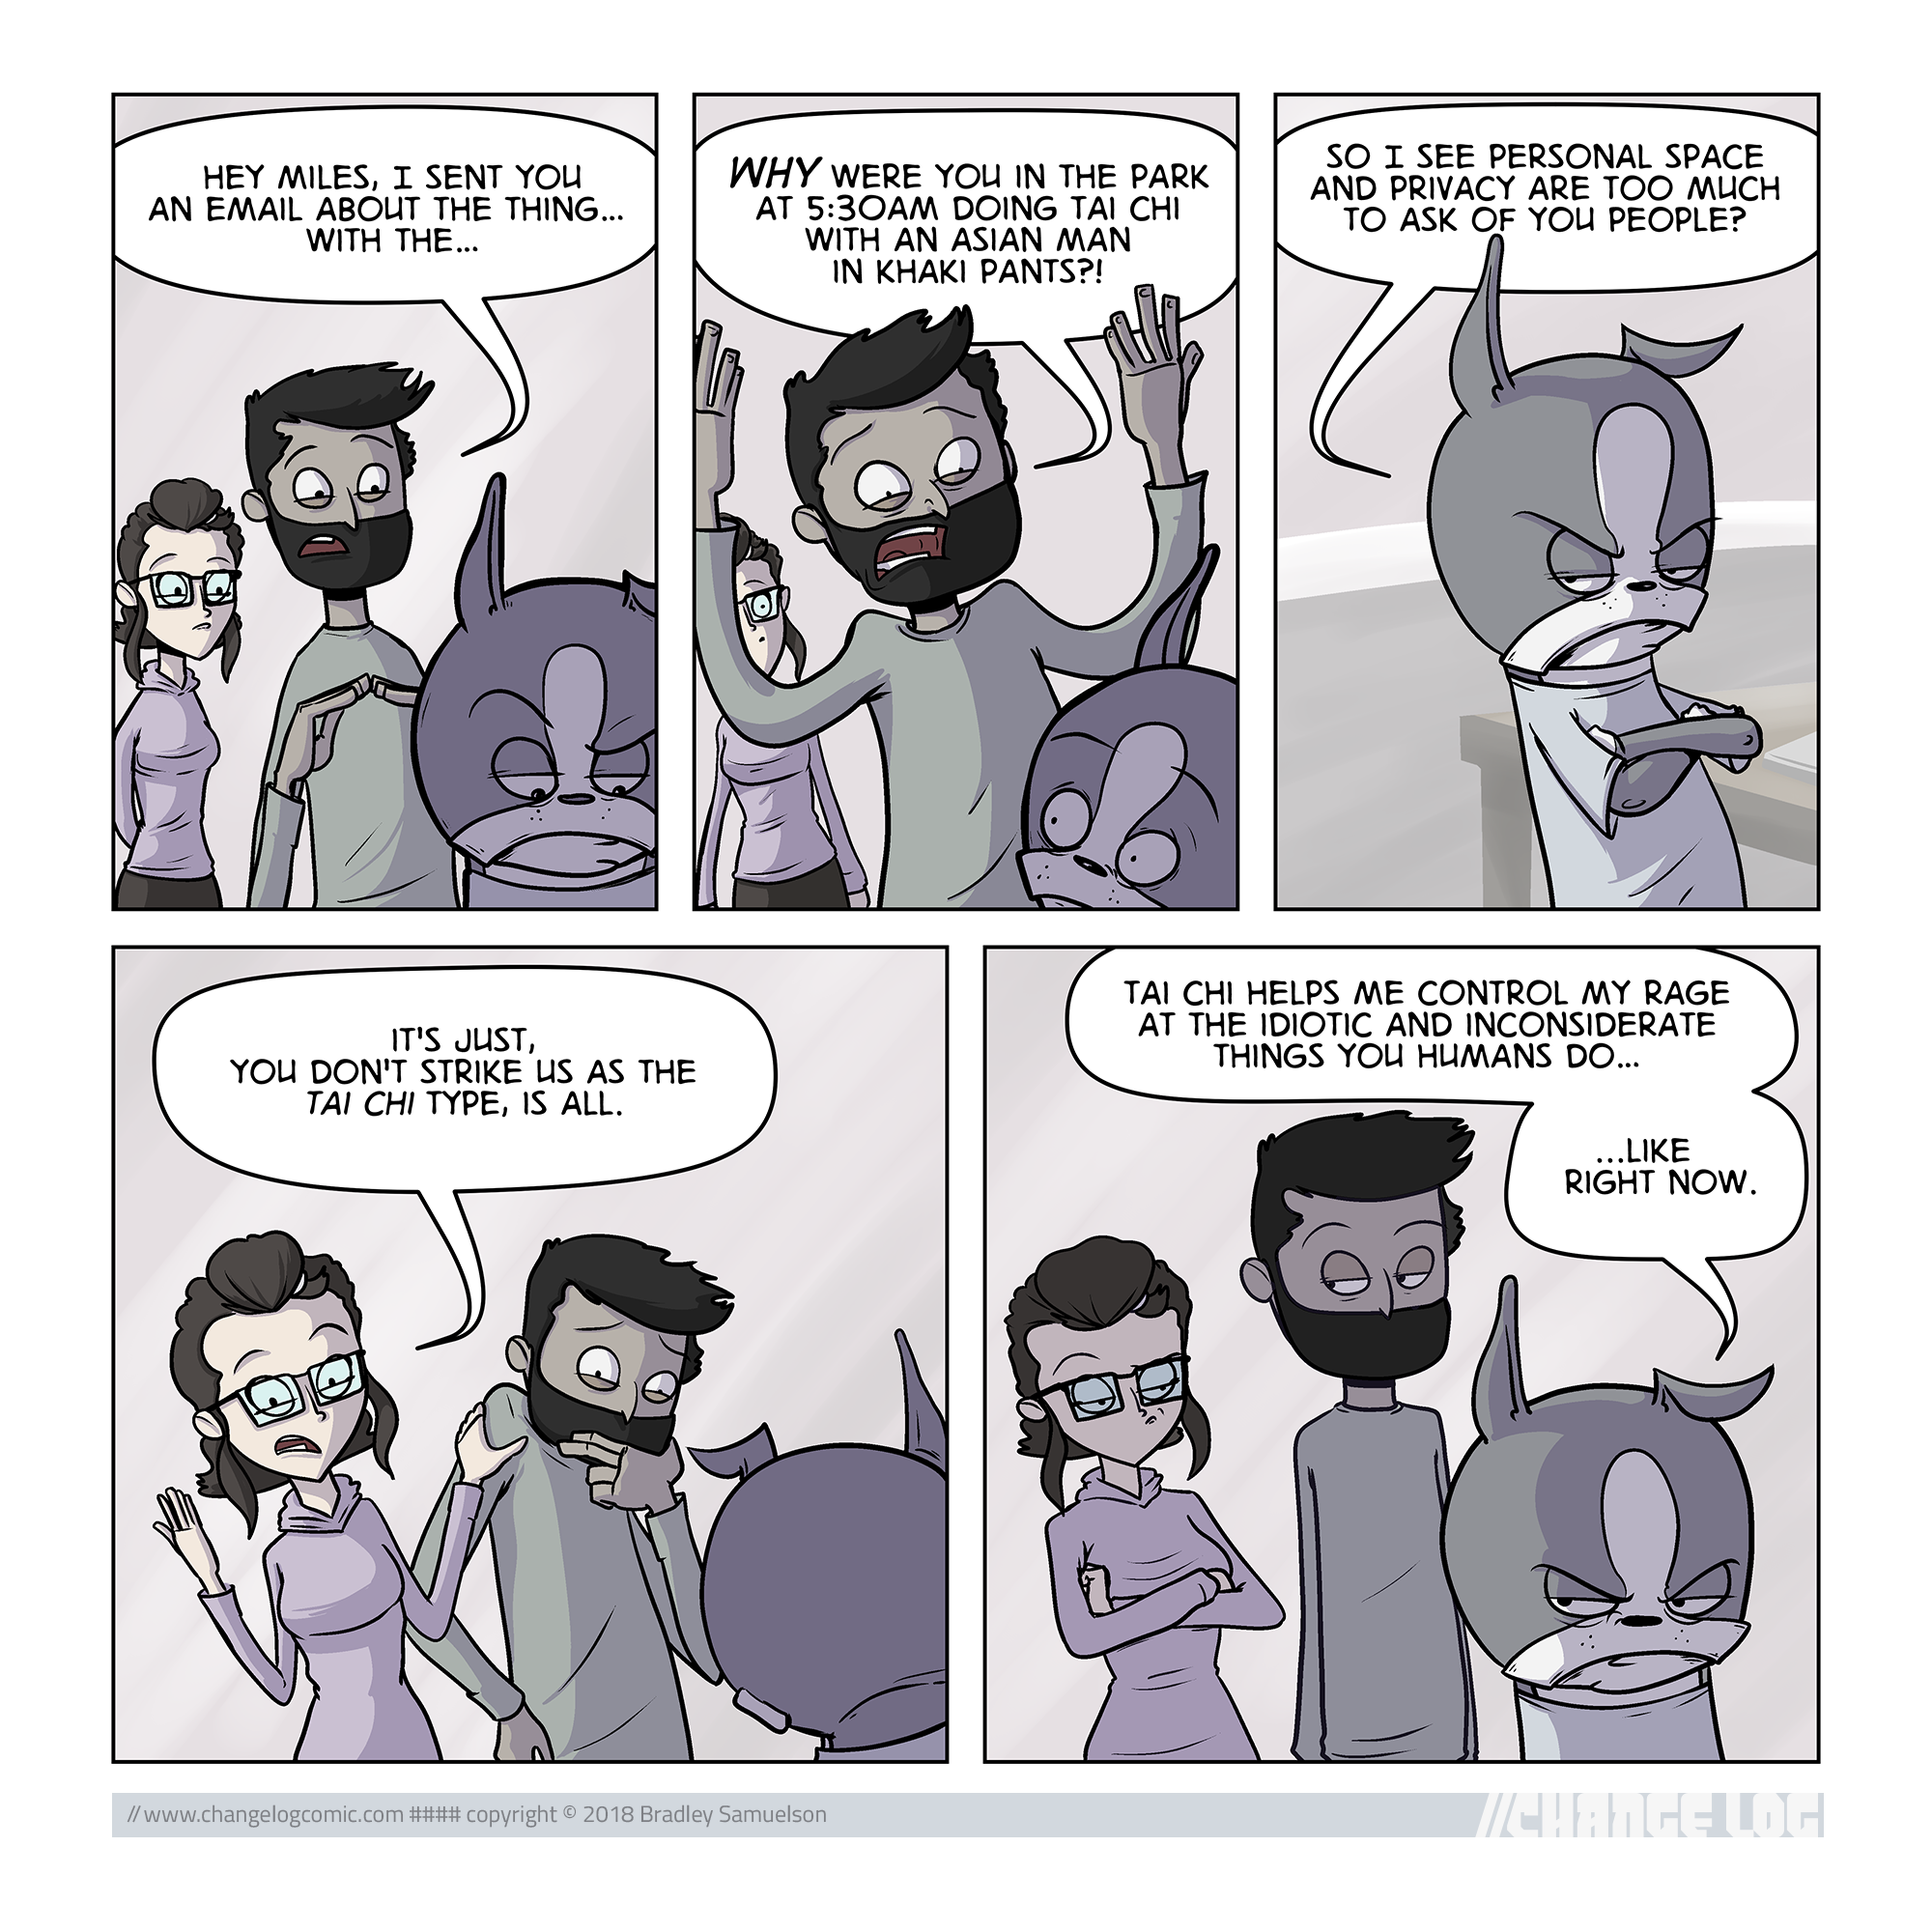 HEY MILES, I SENT YOU
AN EMAIL ABOUT THE THING...
WITH THE...
WHY WERE YOU IN THE PARK
AT 5:30AM DOING TAI CHI
WITH AN ASIAN MAN
IN KHAKI PANTS?!
SO I SEE PERSONAL SPACE
AND PRIVACY ARE TOO MUCH
TO ASK OF YOU PEOPLE?
IT'S JUST,
YOU DON'T STRIKE US AS THE
TAI CHI TYPE, IS ALL.
TAI CHI HELPS ME CONTROL MY RAGE
AT THE IDIOTIC AND INCONSIDERATE
THINGS YOU HUMANS DO...
...LIKE
RIGHT NOW.
// www.changelogcomic.com #### copyright © 2018 Bradley Samuelson
//CHANGE LOG